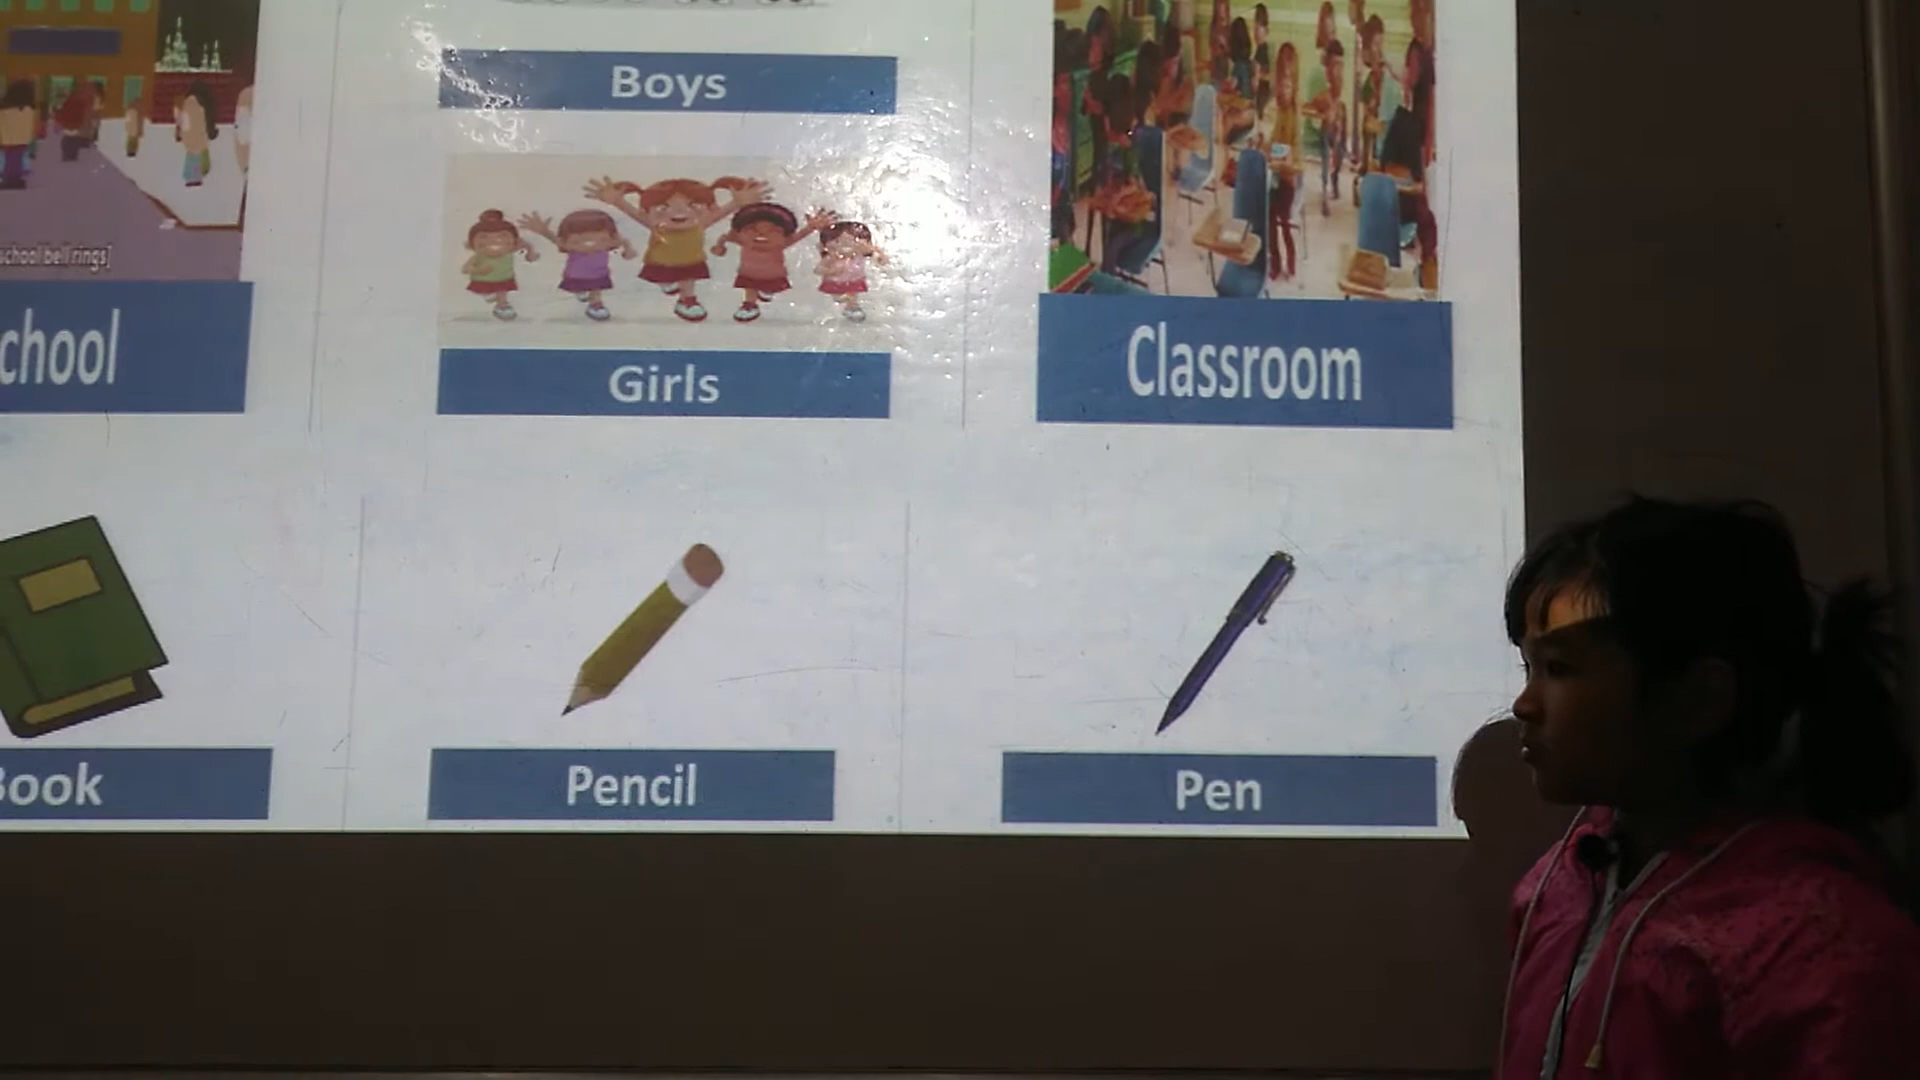 Boys
school bell rings]
chool
Girls
Classroom
Book
Pencil
Pen